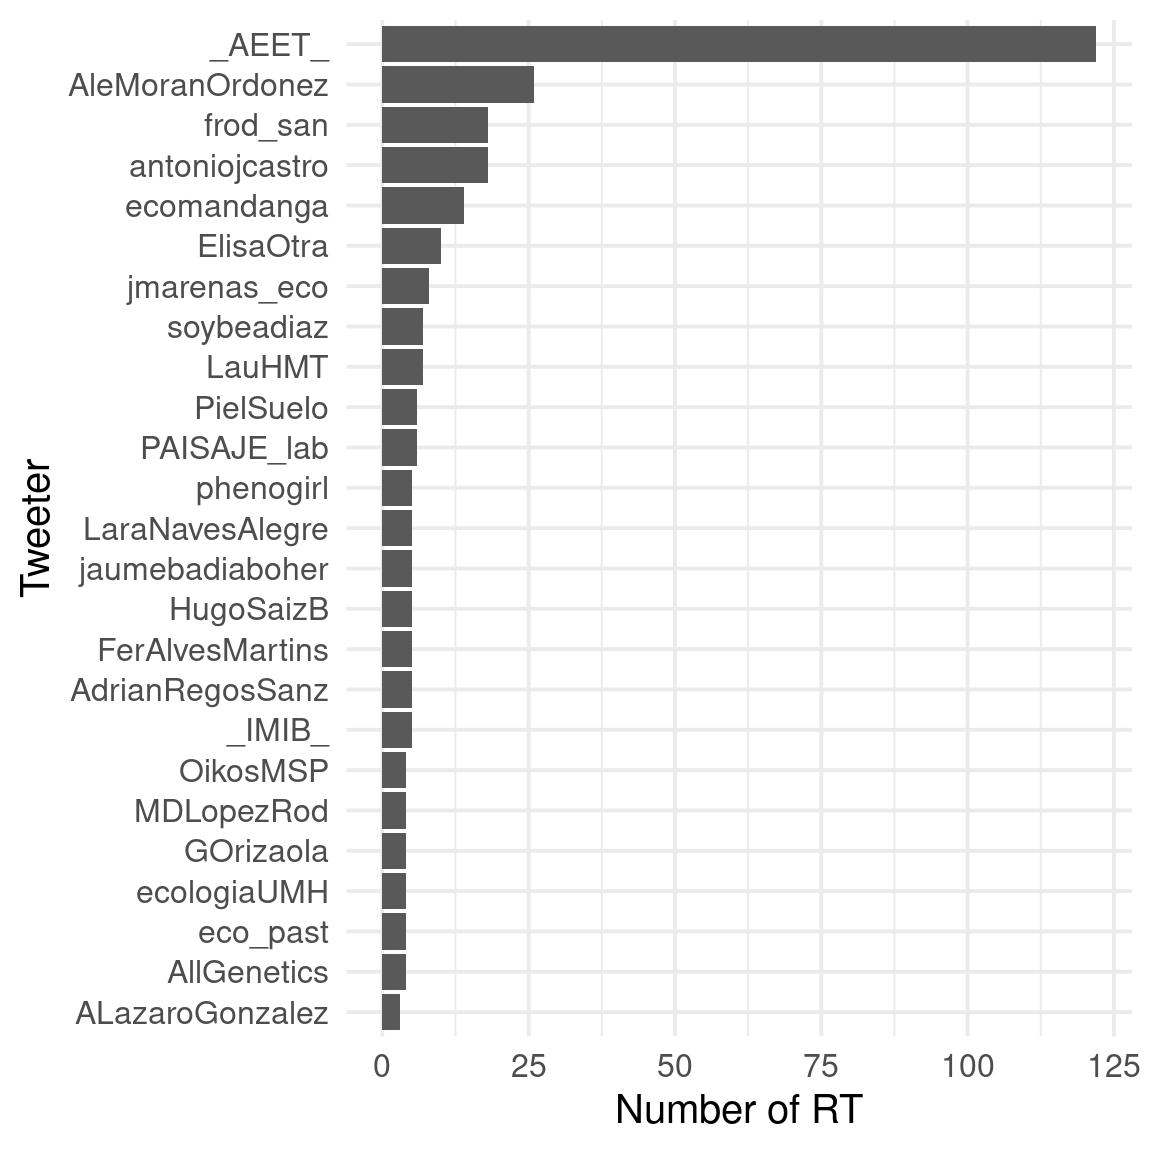 _AEET_
AleMoranOrdonez
frod_san
antoniojcastro
ecomandanga
ElisaOtra
jmarenas_eco
soybeadiaz
LauHMT
PielSuelo
PAISAJE_lab
phenogirl
LaraNavesAlegre
jaumebadiaboher
HugoSaizB
FerAlvesMartins
AdrianRegosSanz
_IMIB_
OikosMSP
MDLopezRod
GOrizaola
ecologiaUMH
eco_past
AllGenetics
ALazaroGonzalez
Tweeter
0 25 50 75 100 125
Number of RT